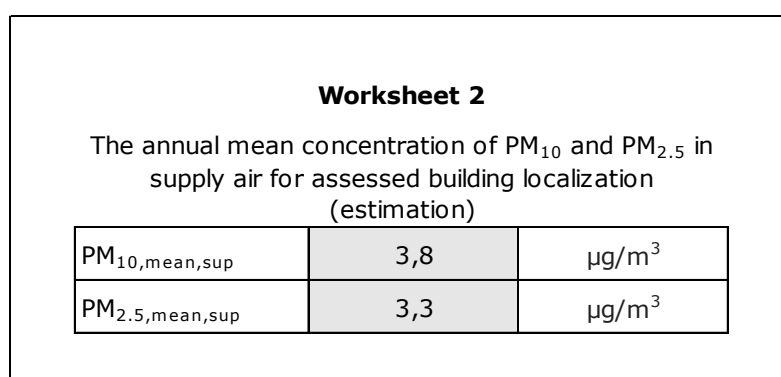 Worksheet 2
The annual mean concentration of PM₁₀ and PM₂.₅ in
supply air for assessed building localization
(estimation)
PM₁₀,mean,sup 3,8 µg/m³
PM₂.₅,mean,sup 3,3 µg/m³